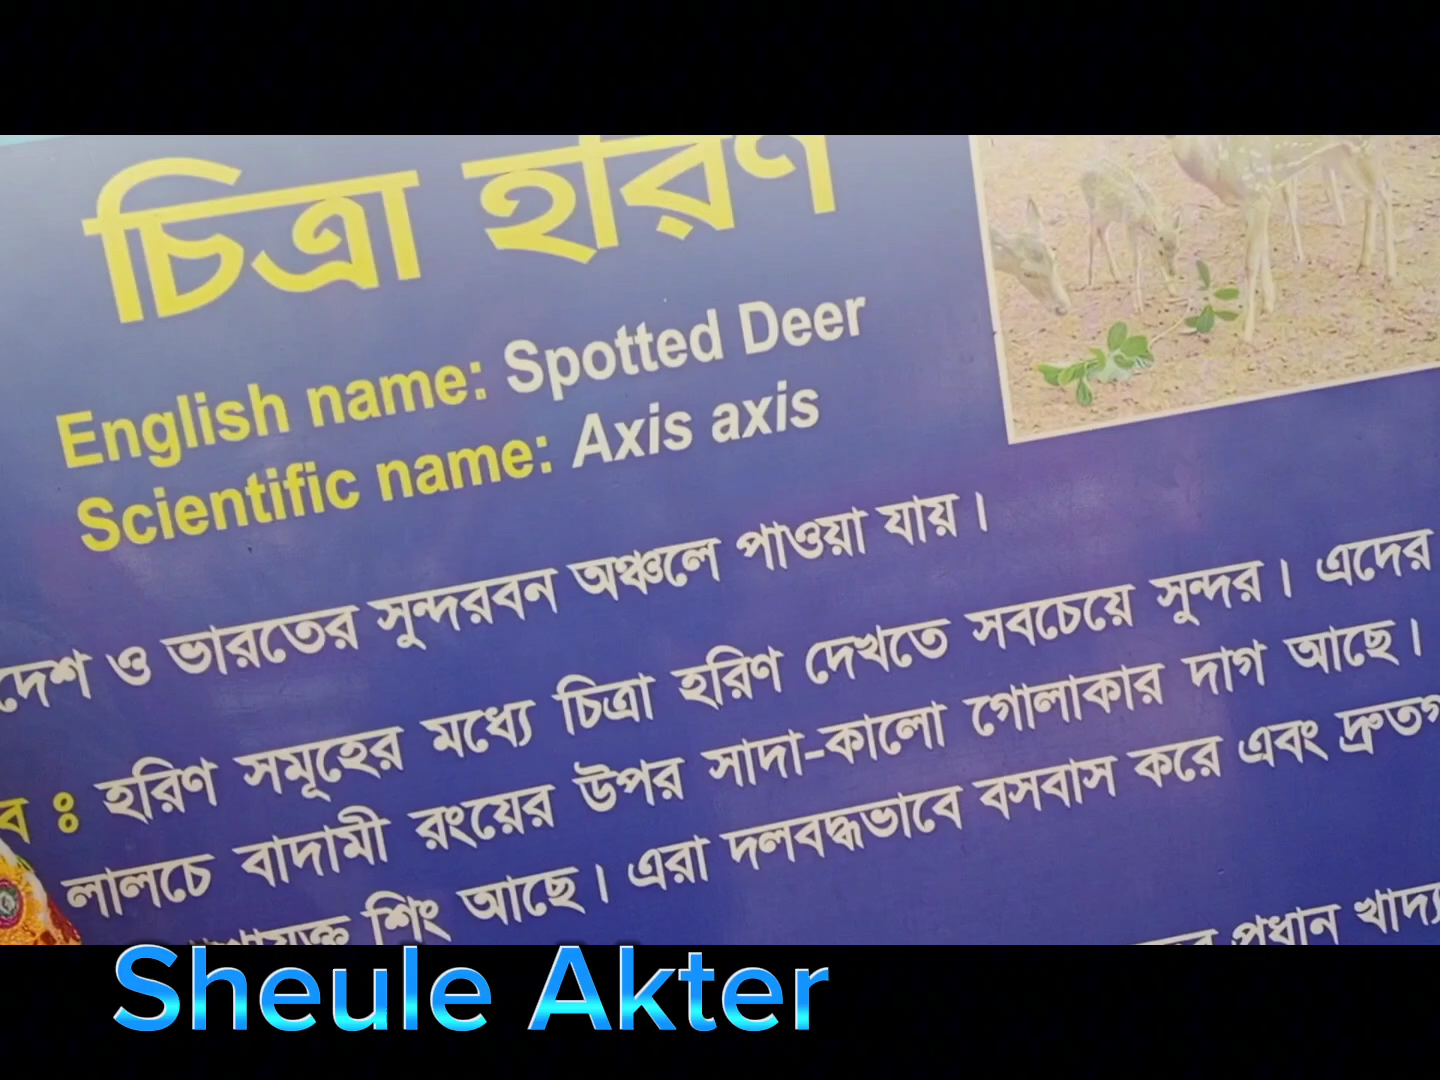 চিত্রা হরিণ
English name: Spotted Deer
Scientific name: Axis axis
ও ভারতের সুন্দরবন অঞ্চলে পাওয়া যায়।
হরিণ সমূহের মধ্যে চিত্রা হরিণ দেখতে সবচেয়ে সুন্দর। এদের
লালচে বাদামী রংয়ের উপর সাদা-কালো গোলাকার দাগ আছে।
শিং আছে। এরা দলবদ্ধভাবে বসবাস করে এবং
প্রধান
Sheule Akter